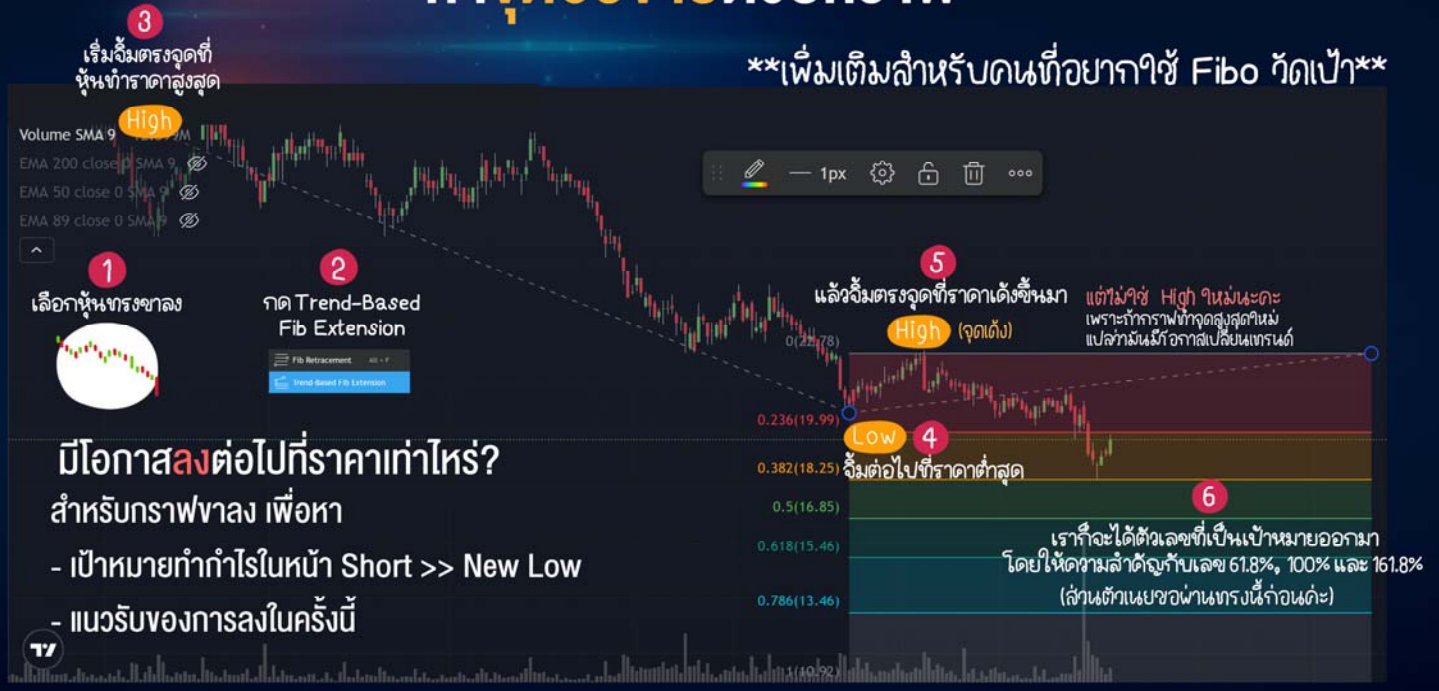 **เพิ่มเติมสำหรับคนที่อยากใช้ Fibo วัดเป้า**
3
เริ่มจิ้มตรงจุดที่
หุ้นทำราคาสูงสุด
High
Volume SMA 9
EMA 200 close 0 SMA 9
EMA 50 close 0 SMA 9
EMA 89 close 0 SMA 9
1px
1
เลือกหุ้นทรงขาลง
2
กด Trend-Based
Fib Extension
Fib Retracement Alt + F
Trend-Based Fib Extension
5
แล้วจิ้มตรงจุดที่ราคาเด้งขึ้นมา
High (จุดเด้ง)
แต่ไม่ใช่ High ใหม่นะคะ
เพราะถ้ากราฟทำจุดสูงสุดใหม่
แปลว่ามันมีโอกาสเปลี่ยนเทรนด์
0(22.78)
0.236(19.99)
Low 4
จิ้มต่อไปที่ราคาต่ำสุด
0.382(18.25)
0.5(16.85)
0.618(15.46)
0.786(13.46)
1(10.92)
มีโอกาสลงต่อไปที่ราคาเท่าไหร่?
สำหรับกราฟขาลง เพื่อหา
- เป้าหมายทำกำไรในหน้า Short >> New Low
- แนวรับของการลงในครั้งนี้
6
เราก็จะได้ตัวเลขที่เป็นเป้าหมายออกมา
โดยให้ความสำคัญกับเลข 61.8%, 100% และ 161.8%
(ส่วนตัวเนยขอผ่านทรงนี้ก่อนค่ะ)